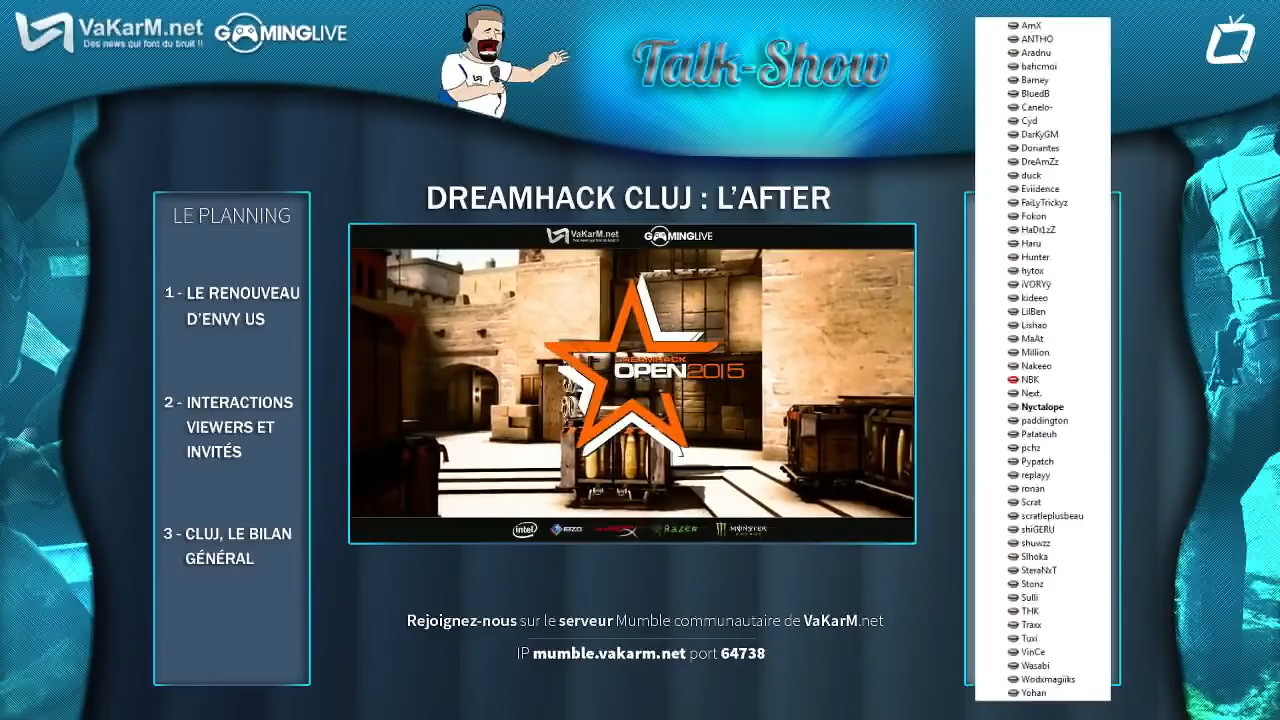 VaKarM.net
Des news qui font du bruit !!
GAMINGLIVE
Talk-Show
DREAMHACK CLUJ : L'AFTER
LE PLANNING
1 - LE RENOUVEAU
D'ENVY US
2 - INTERACTIONS
VIEWERS ET
INVITÉS
3 - CLUJ, LE BILAN
GÉNÉRAL
VaKarM.net
GAMINGLIVE
DREAMHACK
OPEN2015
intel
RAZER
MONSTER
Rejoignez-nous sur le serveur Mumble communautaire de VaKarM.net
IP mumble.vakarm.net port 64738
AmX
ANTHO
Aradnu
bahcmoi
Barney
BluedB
Canelo-
Cyd
DarKyGM
Doriantes
DreAmZz
duck
Eviidence
FaiLyTrickyz
Fokon
HaDr1zZ
Haru
Hunter
hytox
iVORYy
kideeo
LilBen
Lishao
MaAt
Million
Nakeeo
NBK
Next.
Nyctalope
paddington
Patateuh
pchz
Pypatch
replayy
ronan
Scrat
scratleplusbeau
shiGERU
shuwzz
Slhoka
SteraNxT
Stonz
Sulli
THK
Traxx
Tuxi
VinCe
Wasabi
Wodxmagiiks
Yohan